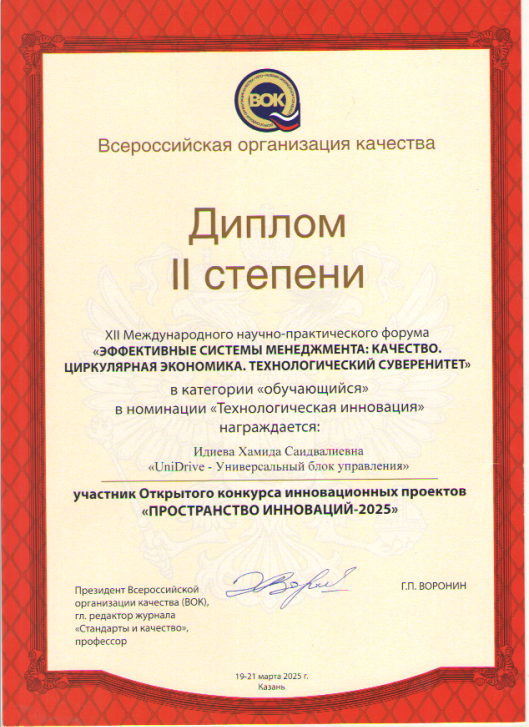 ВОК
Всероссийская организация качества
Диплом
II степени
XII Международного научно-практического форума
«ЭФФЕКТИВНЫЕ СИСТЕМЫ МЕНЕДЖМЕНТА: КАЧЕСТВО.
ЦИРКУЛЯРНАЯ ЭКОНОМИКА. ТЕХНОЛОГИЧЕСКИЙ СУВЕРЕНИТЕТ»
в категории «обучающийся»
в номинации «Технологическая инновация»
награждается:
Идиева Хамида Саидвалиевна
«UniDrive - Универсальный блок управления»
участник Открытого конкурса инновационных проектов
«ПРОСТРАНСТВО ИННОВАЦИЙ-2025»
Президент Всероссийской
организации качества (ВОК),
гл. редактор журнала
«Стандарты и качество»,
профессор
Г.П. ВОРОНИН
19-21 марта 2025 г.
Казань